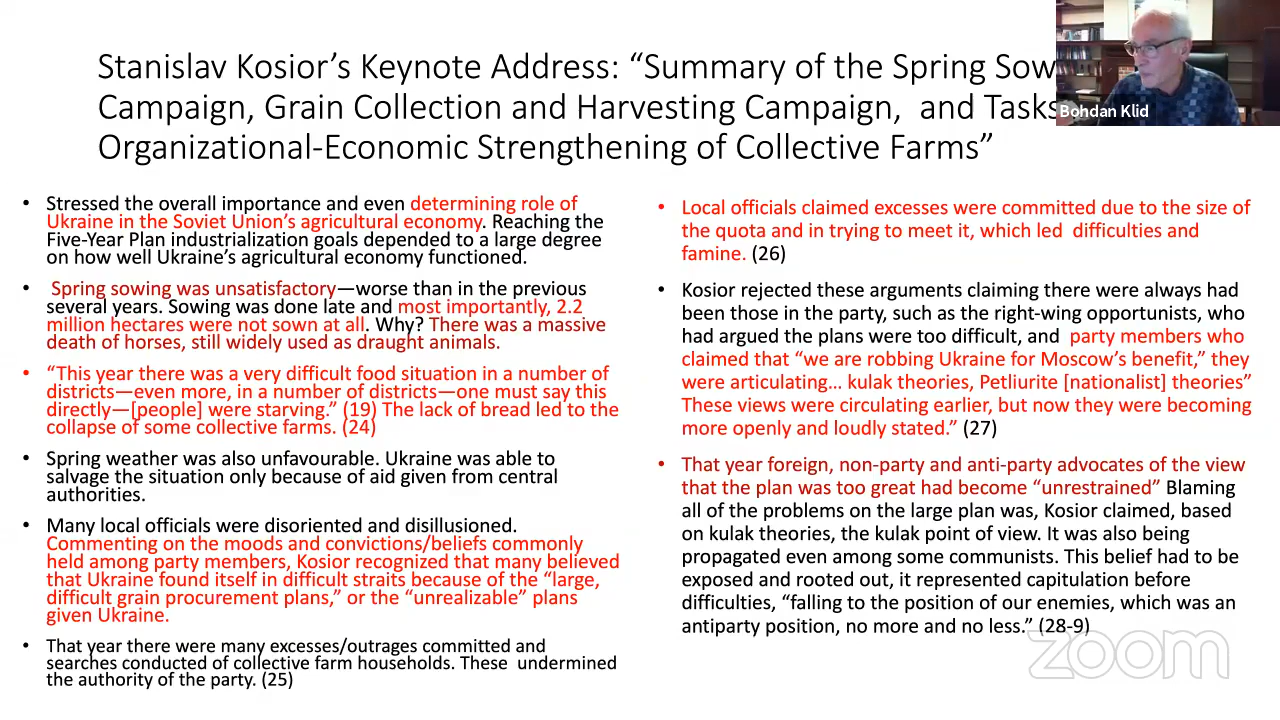 Stanislav Kosior's Keynote Address: “Summary of the Spring Sow
Campaign, Grain Collection and Harvesting Campaign, and Tasks
Organizational-Economic Strengthening of Collective Farms”
Bohdan Klid
• Stressed the overall importance and even determining role of
Ukraine in the Soviet Union's agricultural economy. Reaching the
Five-Year Plan industrialization goals depended to a large degree
on how well Ukraine's agricultural economy functioned.
• Spring sowing was unsatisfactory—worse than in the previous
several years. Sowing was done late and most importantly, 2.2
million hectares were not sown at all. Why? There was a massive
death of horses, still widely used as draught animals.
• “This year there was a very difficult food situation in a number of
districts—even more, in a number of districts—one must say this
directly—[people] were starving.” (19) The lack of bread led to the
collapse of some collective farms. (24)
• Spring weather was also unfavourable. Ukraine was able to
salvage the situation only because of aid given from central
authorities.
• Many local officials were disoriented and disillusioned.
Commenting on the moods and convictions/beliefs commonly
held among party members, Kosior recognized that many believed
that Ukraine found itself in difficult straits because of the “large,
difficult grain procurement plans,” or the “unrealizable” plans
given Ukraine.
• That year there were many excesses/outrages committed and
searches conducted of collective farm households. These undermined
the authority of the party. (25)
• Local officials claimed excesses were committed due to the size of
the quota and in trying to meet it, which led difficulties and
famine. (26)
• Kosior rejected these arguments claiming there were always had
been those in the party, such as the right-wing opportunists, who
had argued the plans were too difficult, and party members who
claimed that “we are robbing Ukraine for Moscow's benefit,” they
were articulating… kulak theories, Petliurite [nationalist] theories”
These views were circulating earlier, but now they were becoming
more openly and loudly stated.” (27)
• That year foreign, non-party and anti-party advocates of the view
that the plan was too great had become “unrestrained” Blaming
all of the problems on the large plan was, Kosior claimed, based
on kulak theories, the kulak point of view. It was also being
propagated even among some communists. This belief had to be
exposed and rooted out, it represented capitulation before
difficulties, “falling to the position of our enemies, which was an
antiparty position, no more and no less.” (28-9)
zoom